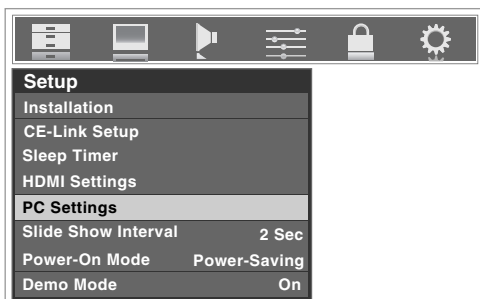 Setup
Installation
CE-Link Setup
Sleep Timer
HDMI Settings
PC Settings
Slide Show Interval 2 Sec
Power-On Mode Power-Saving
Demo Mode On